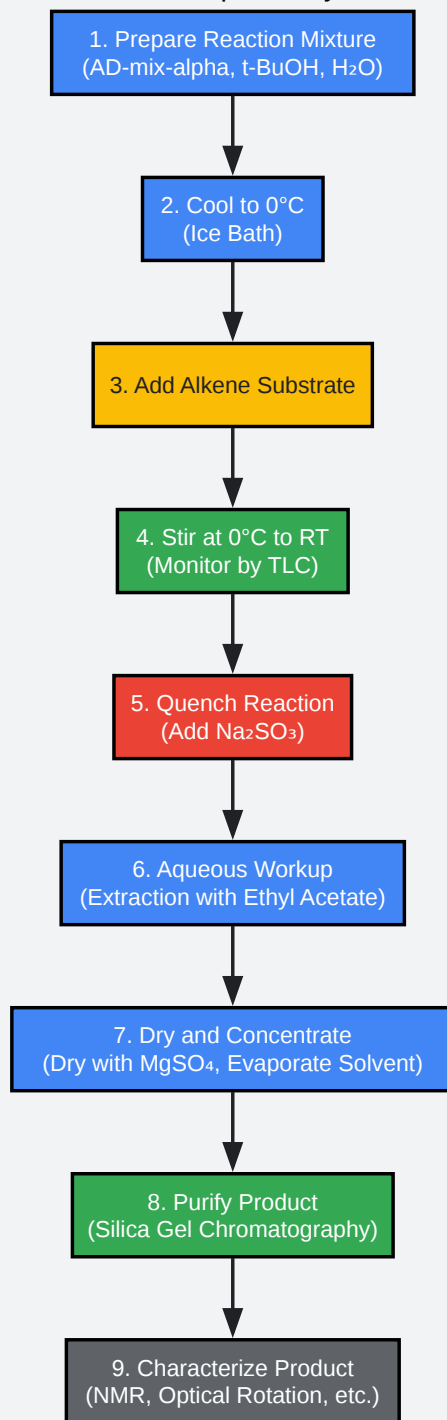 1. Prepare Reaction Mixture
(AD-mix-alpha, t-BuOH, H₂O)
2. Cool to 0°C
(Ice Bath)
3. Add Alkene Substrate
4. Stir at 0°C to RT
(Monitor by TLC)
5. Quench Reaction
(Add Na₂SO₃)
6. Aqueous Workup
(Extraction with Ethyl Acetate)
7. Dry and Concentrate
(Dry with MgSO₄, Evaporate Solvent)
8. Purify Product
(Silica Gel Chromatography)
9. Characterize Product
(NMR, Optical Rotation, etc.)